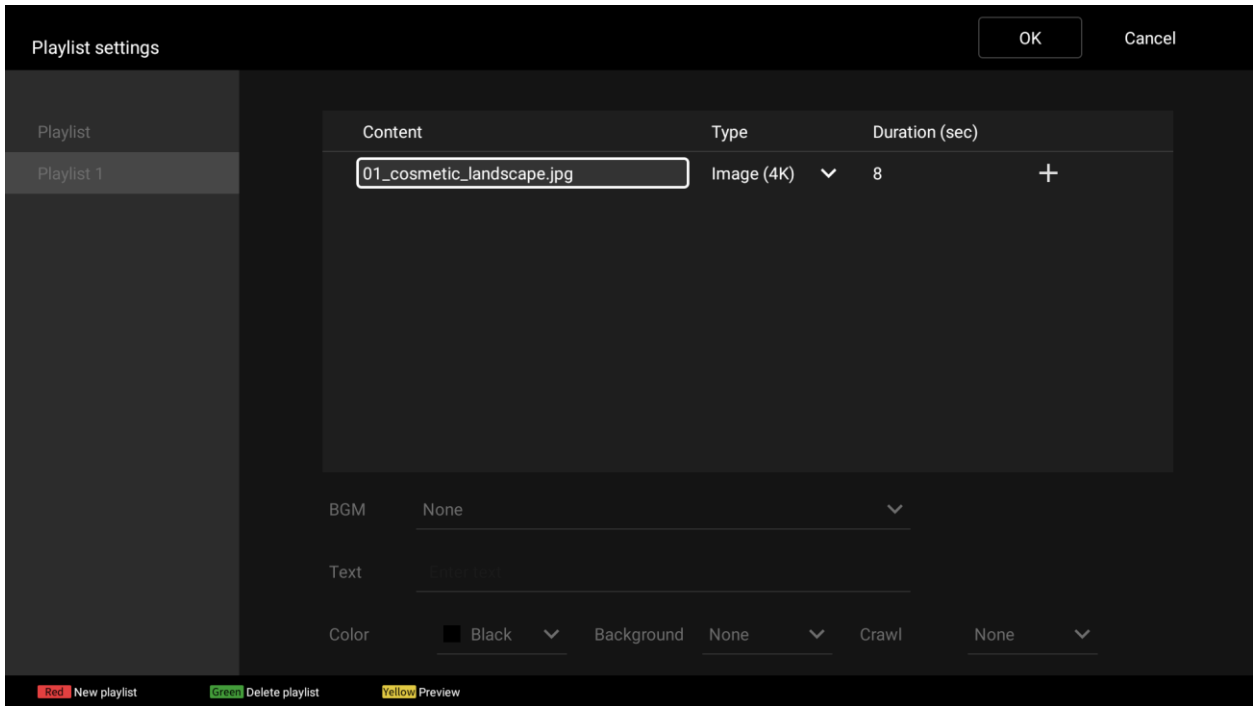 Playlist settings
OK
Cancel
Playlist
Playlist 1
Content Type Duration (sec)
01_cosmetic_landscape.jpg Image (4K) 8 +
BGM None
Text Enter text
Color Black Background None Crawl None
Red New playlist Green Delete playlist Yellow Preview